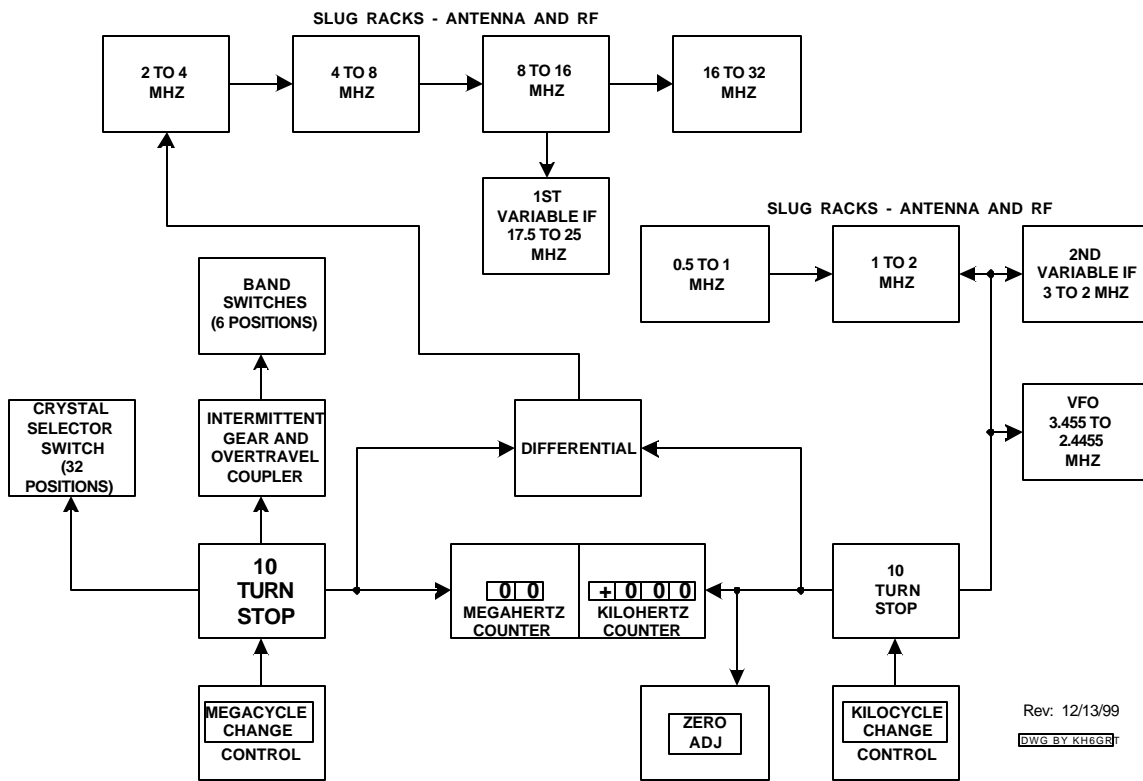 SLUG RACKS - ANTENNA AND RF
2 TO 4
MHZ
4 TO 8
MHZ
8 TO 16
MHZ
16 TO 32
MHZ
1ST
VARIABLE IF
17.5 TO 25
MHZ
SLUG RACKS - ANTENNA AND RF
0.5 TO 1
MHZ
1 TO 2
MHZ
2ND
VARIABLE IF
3 TO 2 MHZ
BAND
SWITCHES
(6 POSITIONS)
CRYSTAL
SELECTOR
SWITCH
(32
POSITIONS)
INTERMITTENT
GEAR AND
OVERTRAVEL
COUPLER
DIFFERENTIAL
VFO
3.455 TO
2.4455
MHZ
10
TURN
STOP
0 0
MEGAHERTZ
COUNTER
+ 0 0 0
KILOHERTZ
COUNTER
10
TURN
STOP
MEGACYCLE
CHANGE
CONTROL
ZERO
ADJ
KILOCYCLE
CHANGE
CONTROL
Rev: 12/13/99
DWG BY KH6GRT